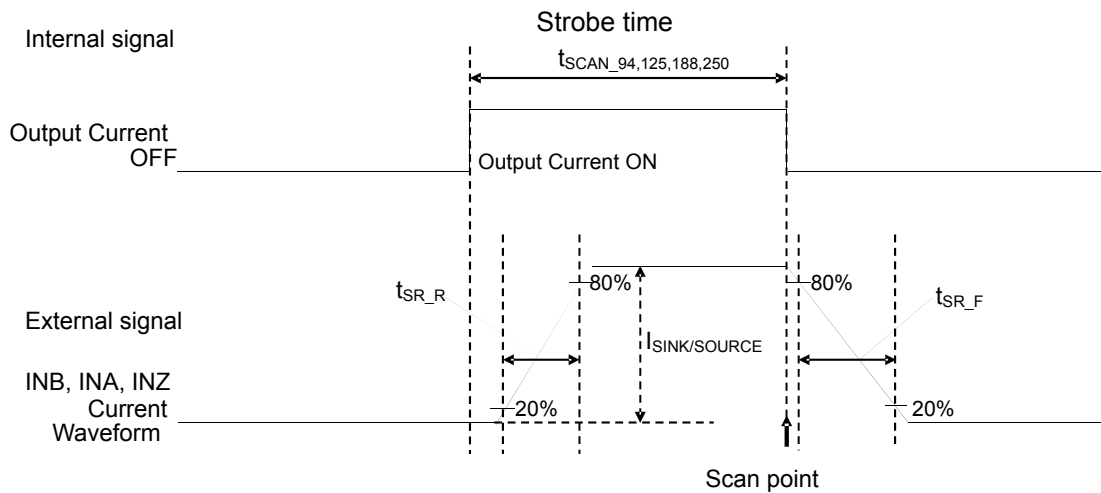 Strobe time
Internal signal
tSCAN_94,125,188,250
Output Current
OFF
Output Current ON
80%
80%
tSR_R
tSR_F
External signal
ISINK/SOURCE
INB, INA, INZ
Current
Waveform
20%
20%
Scan point